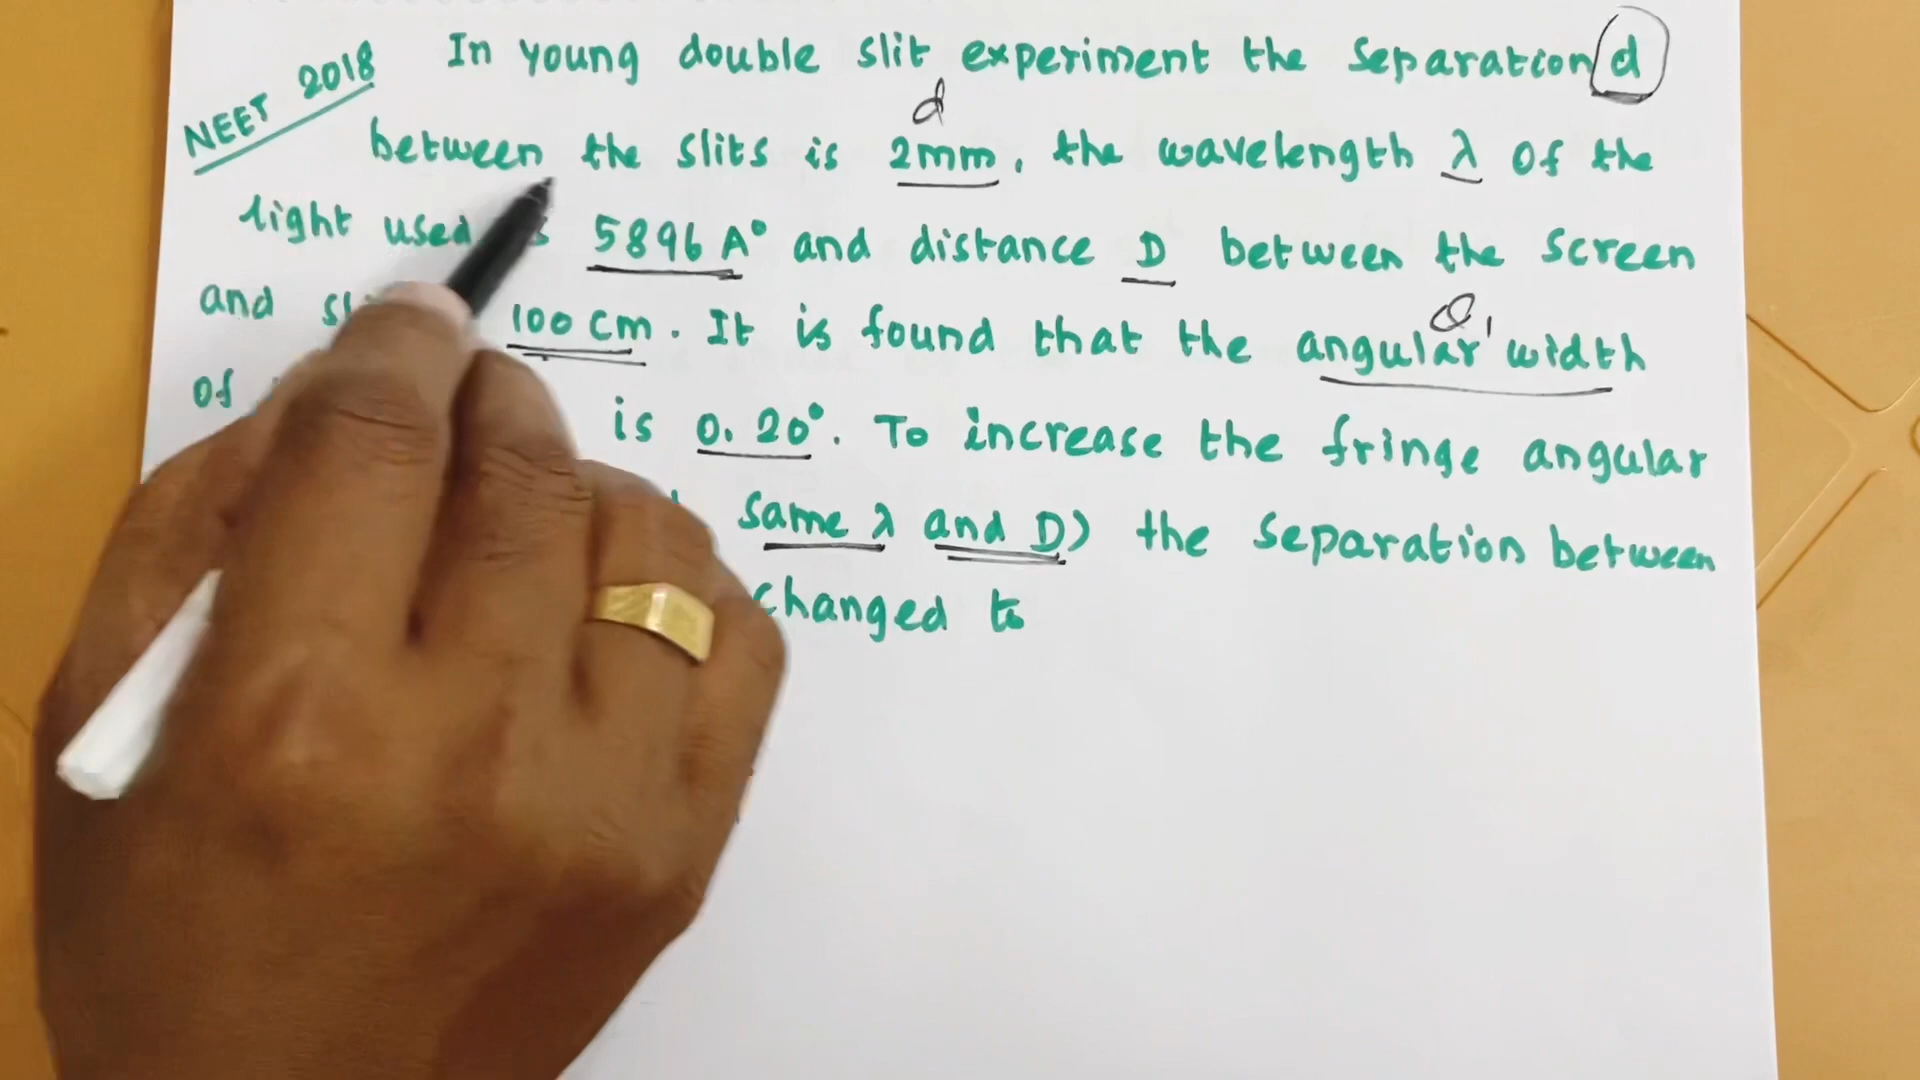 NEET 2018
In young double slit experiment the separation d
d
between the slits is 2mm. the wavelength λ of the
light used 5896 A° and distance D between the screen
and 100 cm. It is found that the angular width
θ1
of is 0.20°. To increase the fringe angular
same λ and D) the separation between
changed to